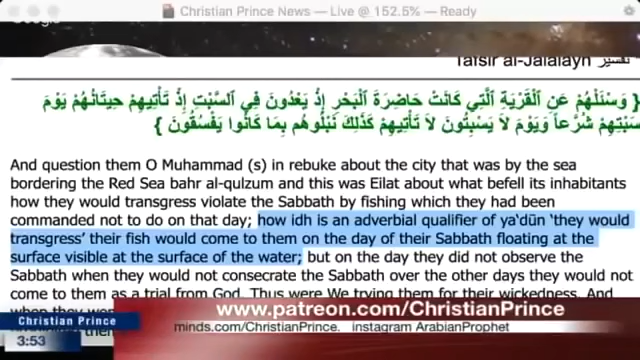 Christian Prince News — Live @ 152.5% — Ready
Tafsir al-Jalalayn تفسير
{ وَسْئَلْهُمْ عَنِ ٱلْقَرْيَةِ ٱلَّتِي كَانَتْ حَاضِرَةَ ٱلْبَحْرِ إِذْ يَعْدُونَ فِي ٱلسَّبْتِ إِذْ تَأْتِيهِمْ حِيتَانُهُمْ يَوْمَ
سَبْتِهِمْ شُرَّعاً وَيَوْمَ لاَ يَسْبِتُونَ لاَ تَأْتِيهِمْ كَذٰلِكَ نَبْلُوهُم بِمَا كَانُوا يَفْسُقُونَ }
And question them O Muhammad (s) in rebuke about the city that was by the sea
bordering the Red Sea bahr al-qulzum and this was Eilat about what befell its inhabitants
how they would transgress violate the Sabbath by fishing which they had been
commanded not to do on that day; how idh is an adverbial qualifier of ya‘dūn ‘they would
transgress’ their fish would come to them on the day of their Sabbath floating at the
surface visible at the surface of the water; but on the day they did not observe the
Sabbath when they would not consecrate the Sabbath over the other days they would not
come to them as a trial from God. Thus were We trying them for their wickedness. And
www.patreon.com/ChristianPrince
Christian Prince
minds.com/ChristianPrince. instagram ArabianProphet
3:53